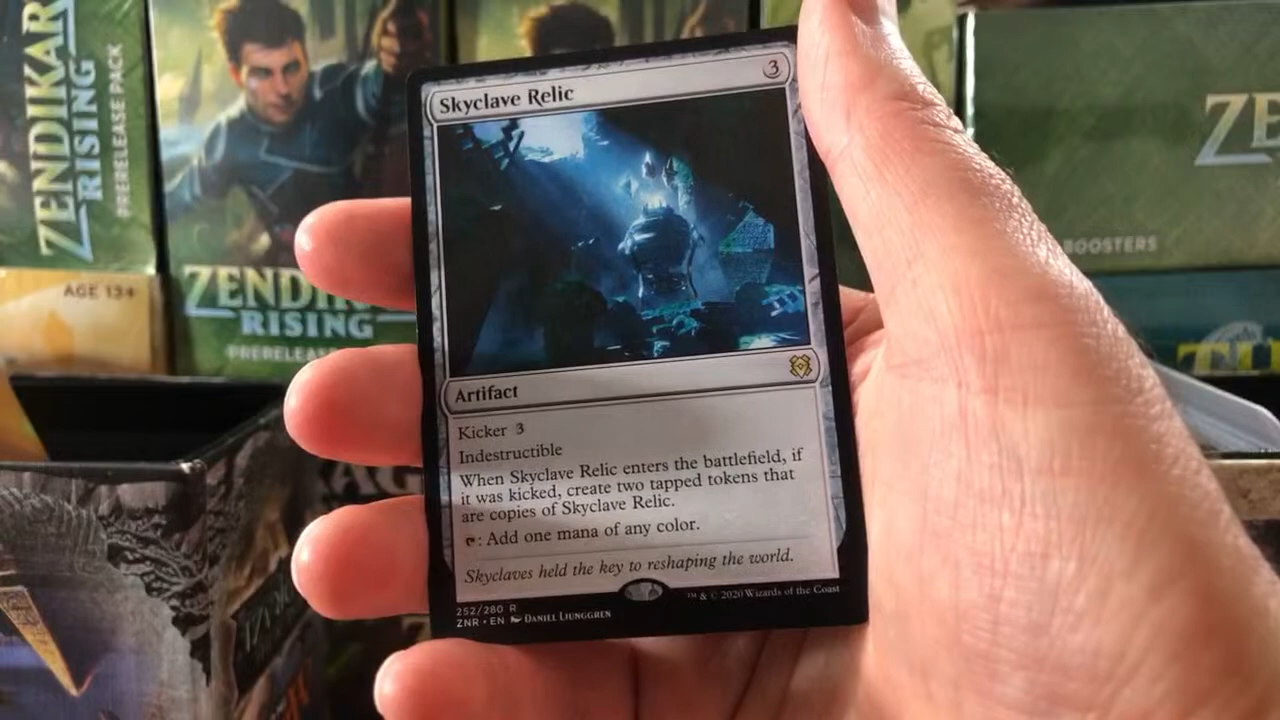 ZENDIKAR
RISING
PRERELEASE PACK
AGE 13+
ZENDIKAR
RISING
PRERELEA
ZE
BOOSTERS
Skyclave Relic
3
Artifact
Kicker 3
Indestructible
When Skyclave Relic enters the battlefield, if
it was kicked, create two tapped tokens that
are copies of Skyclave Relic.
: Add one mana of any color.
Skyclaves held the key to reshaping the world.
252/280 R
ZNR • EN DANIEL LJUNGGREN
™ & © 2020 Wizards of the Coast